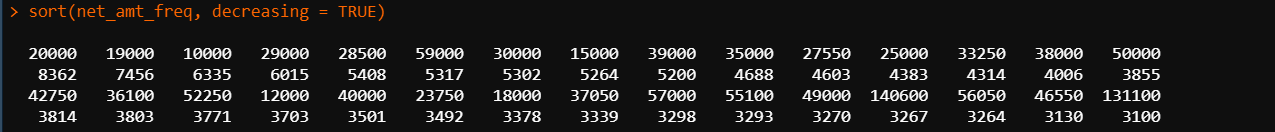 > sort(net_amt_freq, decreasing = TRUE)
20000 19000 10000 29000 28500 59000 30000 15000 39000 35000 27550 25000 33250 38000 50000
8362 7456 6335 6015 5408 5317 5302 5264 5200 4688 4603 4383 4314 4006 3855
42750 36100 52250 12000 40000 23750 18000 37050 57000 55100 49000 140600 56050 46550 131100
3814 3803 3771 3703 3501 3492 3378 3339 3298 3293 3270 3267 3264 3130 3100